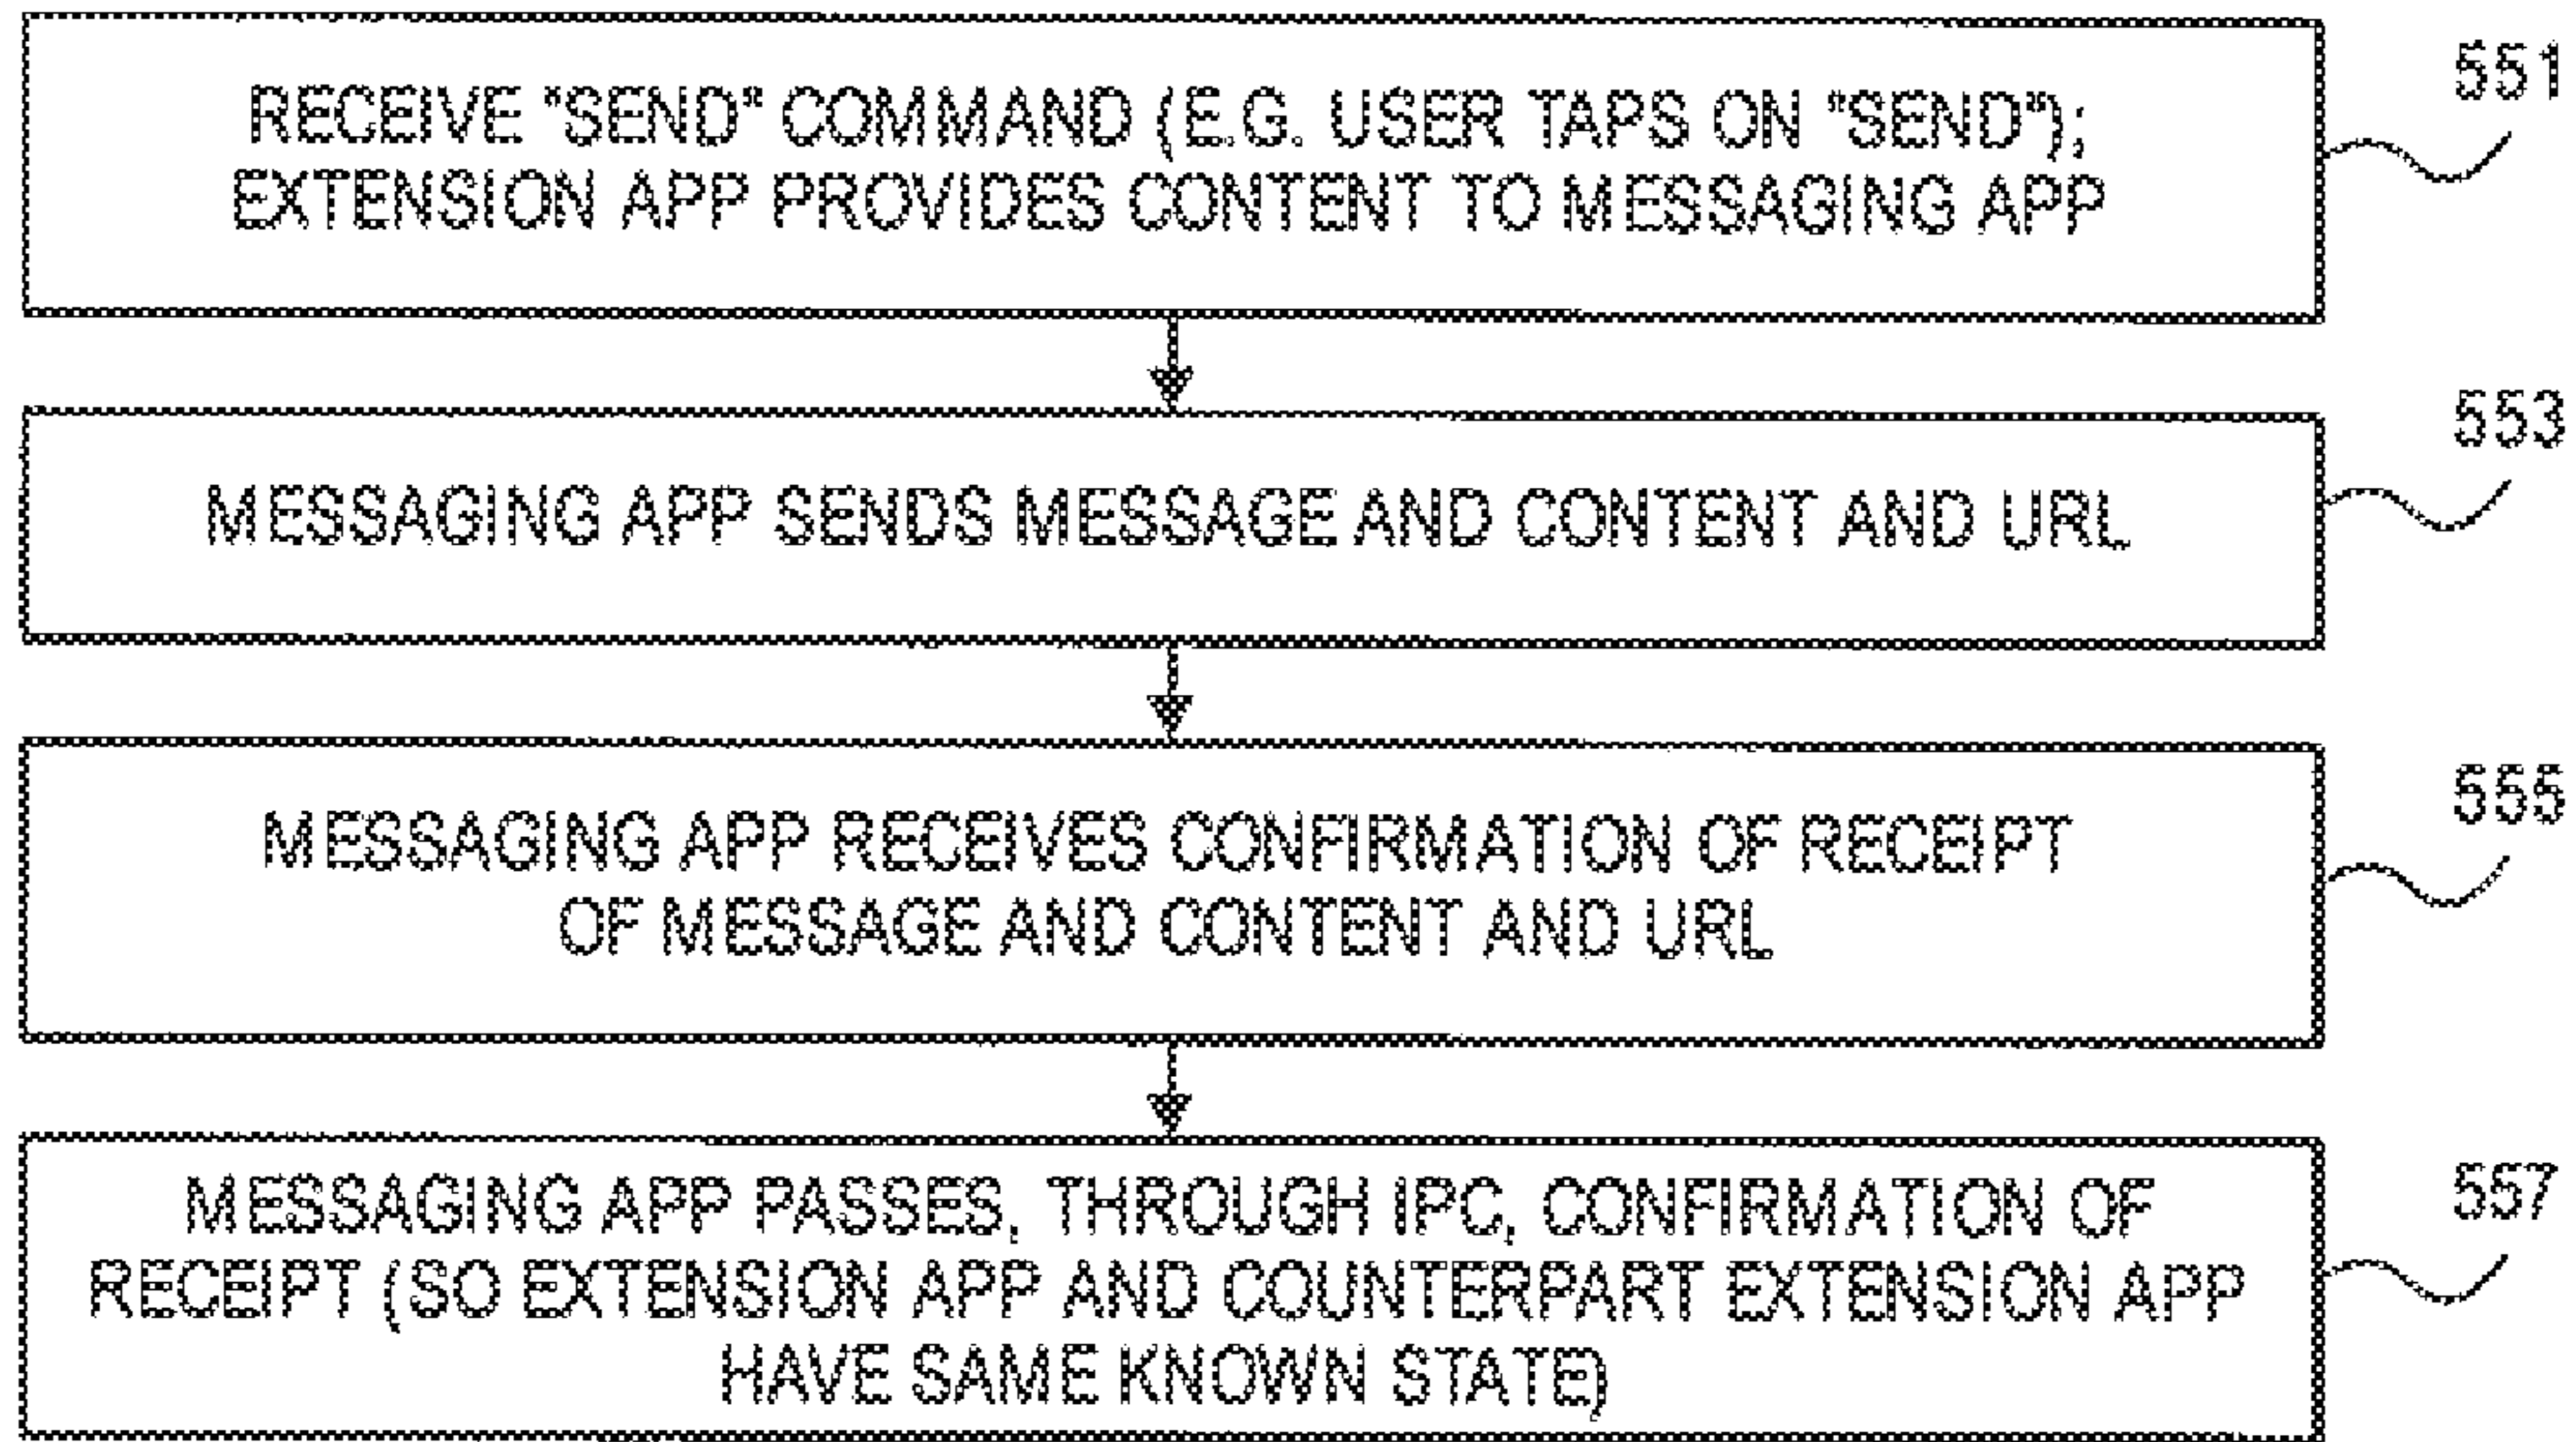 RECEIVE "SEND" COMMAND (E.G. USER TAPS ON "SEND");
EXTENSION APP PROVIDES CONTENT TO MESSAGING APP
551
MESSAGING APP SENDS MESSAGE AND CONTENT AND URL
553
MESSAGING APP RECEIVES CONFIRMATION OF RECEIPT
OF MESSAGE AND CONTENT AND URL
555
MESSAGING APP PASSES, THROUGH IPC, CONFIRMATION OF
RECEIPT (SO EXTENSION APP AND COUNTERPART EXTENSION APP
HAVE SAME KNOWN STATE)
557